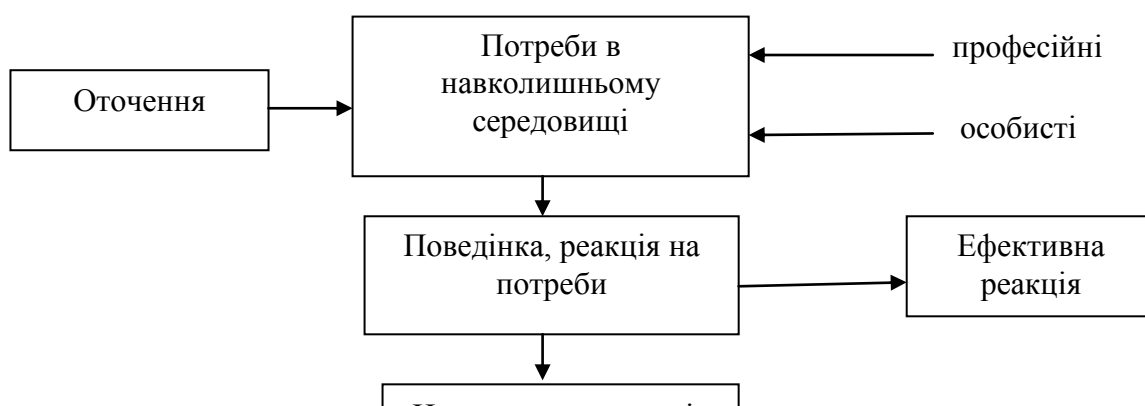 Потреби в
навколишньому
середовищі
професійні
Оточення
особисті
Поведінка, реакція на
потреби
Ефективна
реакція